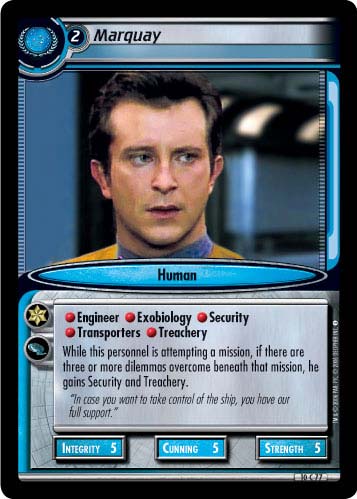 2 Marquay
Human
Engineer Exobiology Security
Transporters Treachery
While this personnel is attempting a mission, if there are
three or more dilemmas overcome beneath that mission, he
gains Security and Treachery.
"In case you want to take control of the ship, you have our
full support."
INTEGRITY 5 CUNNING 5 STRENGTH 5
10 C 77